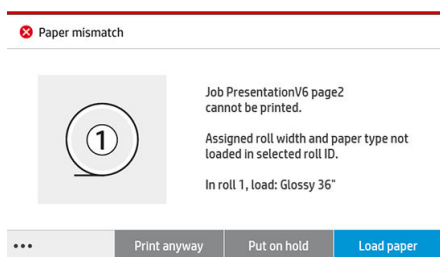 Paper mismatch
Job PresentationV6 page2
cannot be printed.
Assigned roll width and paper type not
loaded in selected roll ID.
In roll 1, load: Glossy 36"
1
Print anyway
Put on hold
Load paper